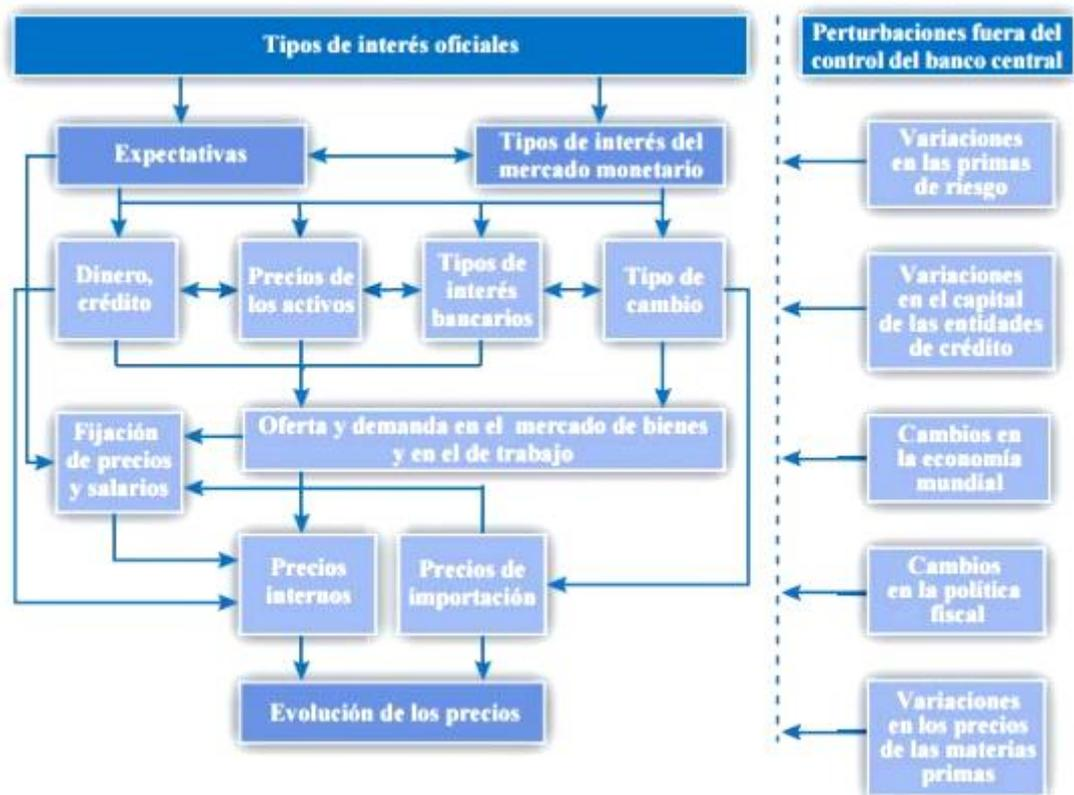 Tipos de interés oficiales
Perturbaciones fuera del
control del banco central
Expectativas
Tipos de interés del
mercado monetario
Variaciones
en las primas
de riesgo
Dinero,
crédito
Precios de
los activos
Tipos de
interés
bancarios
Tipo de
cambio
Variaciones
en el capital
de las entidades
de crédito
Fijación
de precios
y salarios
Oferta y demanda en el mercado de bienes
y en el de trabajo
Cambios en
la economía
mundial
Precios
internos
Precios de
importación
Cambios
en la política
fiscal
Evolución de los precios
Variaciones
en los precios
de las materias
primas